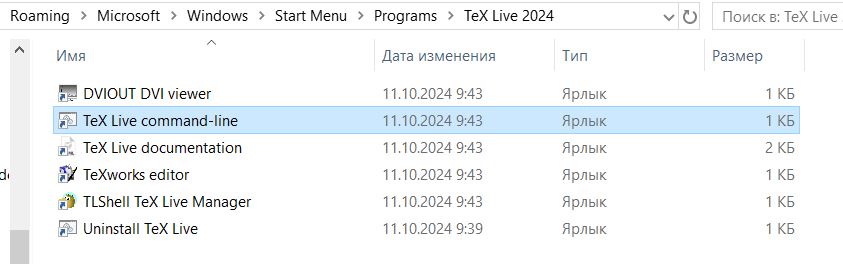 Roaming > Microsoft > Windows > Start Menu > Programs > TeX Live 2024 Поиск в: TeX Live
Имя Дата изменения Тип Размер
DVIOUT DVI viewer 11.10.2024 9:43 Ярлык 1 КБ
TeX Live command-line 11.10.2024 9:43 Ярлык 1 КБ
TeX Live documentation 11.10.2024 9:43 Ярлык 2 КБ
TeXworks editor 11.10.2024 9:43 Ярлык 1 КБ
TLShell TeX Live Manager 11.10.2024 9:43 Ярлык 1 КБ
Uninstall TeX Live 11.10.2024 9:39 Ярлык 1 КБ